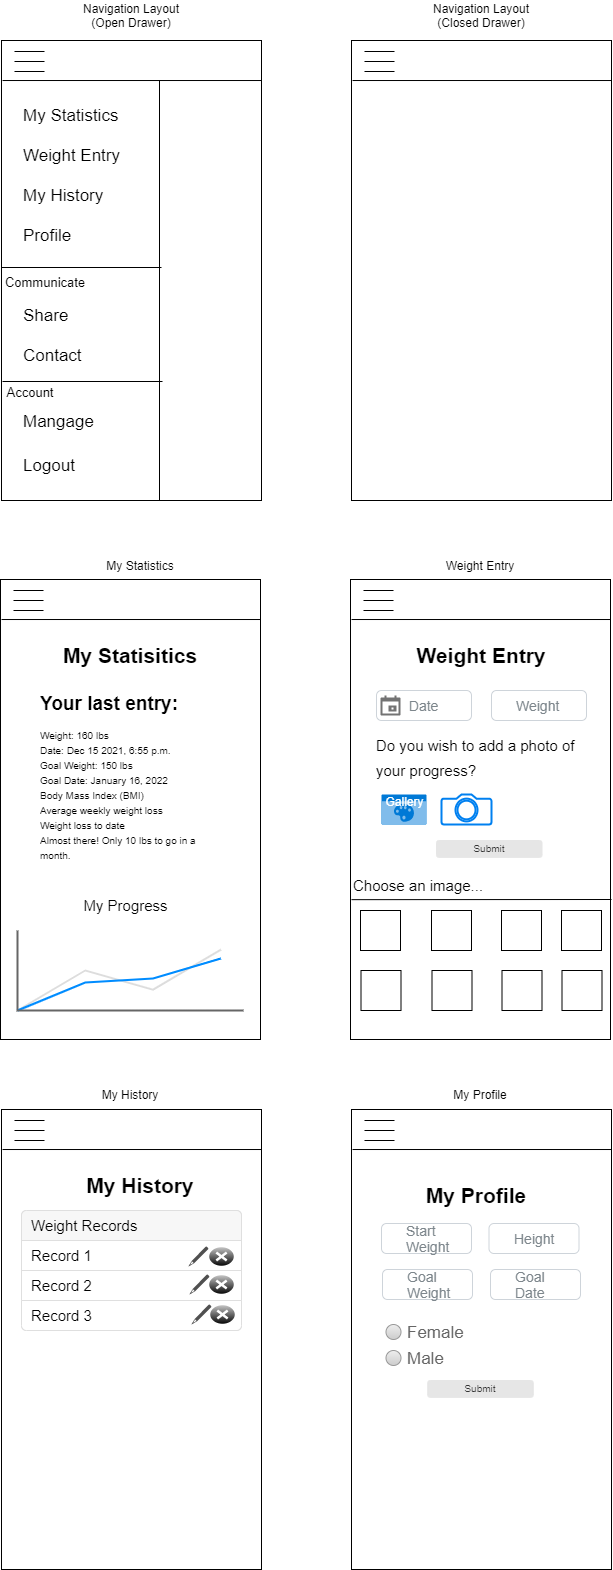 Navigation Layout
(Open Drawer)
Navigation Layout
(Closed Drawer)
My Statistics
Weight Entry
My History
Profile
Communicate
Share
Contact
Account
Mangage
Logout
My Statistics
My Statisitics
Your last entry:
Weight: 160 lbs
Date: Dec 15 2021, 6:55 p.m.
Goal Weight: 150 lbs
Goal Date: January 16, 2022
Body Mass Index (BMI)
Average weekly weight loss
Weight loss to date
Almost there! Only 10 lbs to go in a
month.
My Progress
Weight Entry
Weight Entry
Date
Weight
Do you wish to add a photo of
your progress?
Gallery
Submit
Choose an image...
My History
My History
Weight Records
Record 1
Record 2
Record 3
My Profile
My Profile
Start
Weight
Height
Goal
Weight
Goal
Date
Female
Male
Submit